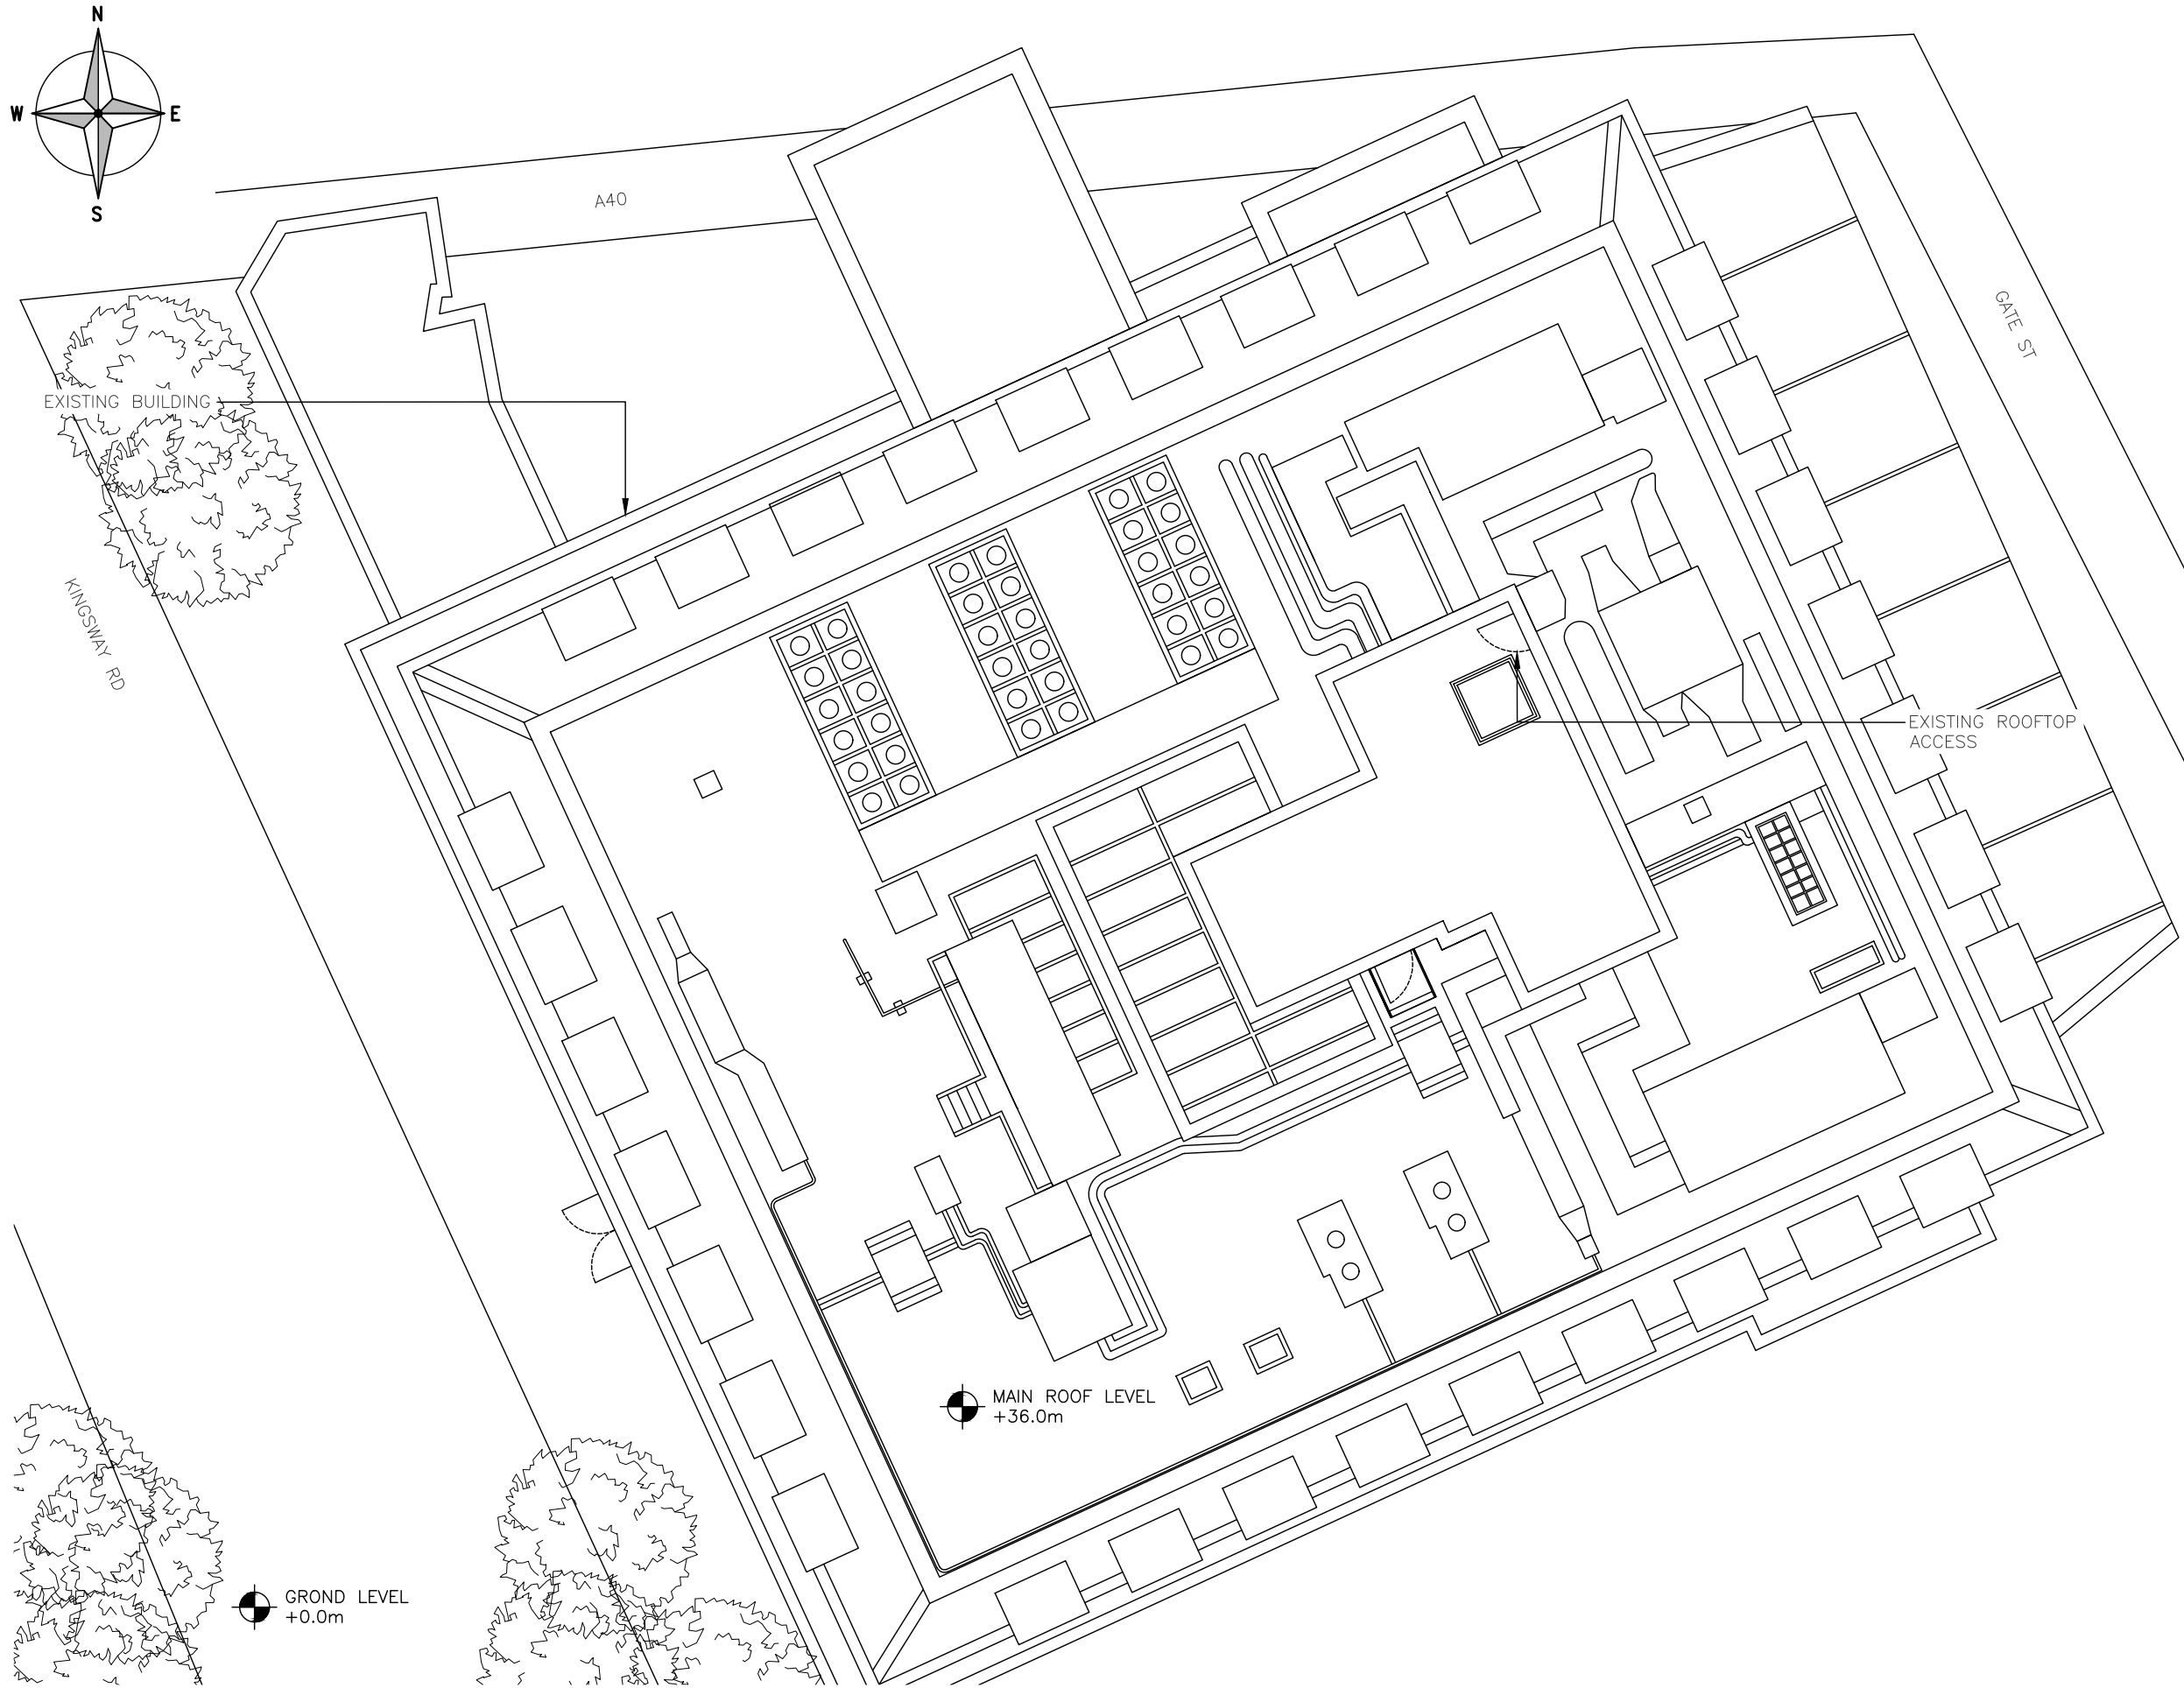 N
W
E
S
A40
GATE ST
EXISTING BUILDING
KINGSWAY RD
EXISTING ROOFTOP
ACCESS
MAIN ROOF LEVEL
+36.0m
GROND LEVEL
+0.0m